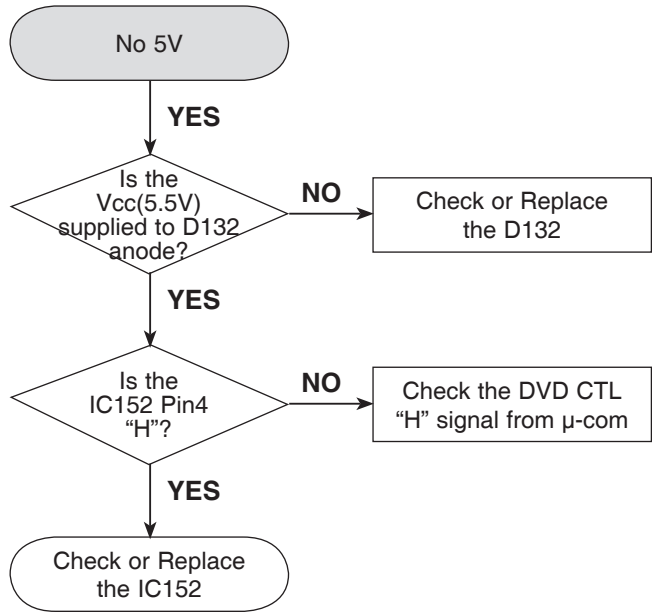 No 5V
YES
Is the
Vcc(5.5V)
supplied to D132
anode?
NO
Check or Replace
the D132
YES
Is the
IC152 Pin4
“H”?
NO
Check the DVD CTL
“H” signal from μ-com
YES
Check or Replace
the IC152